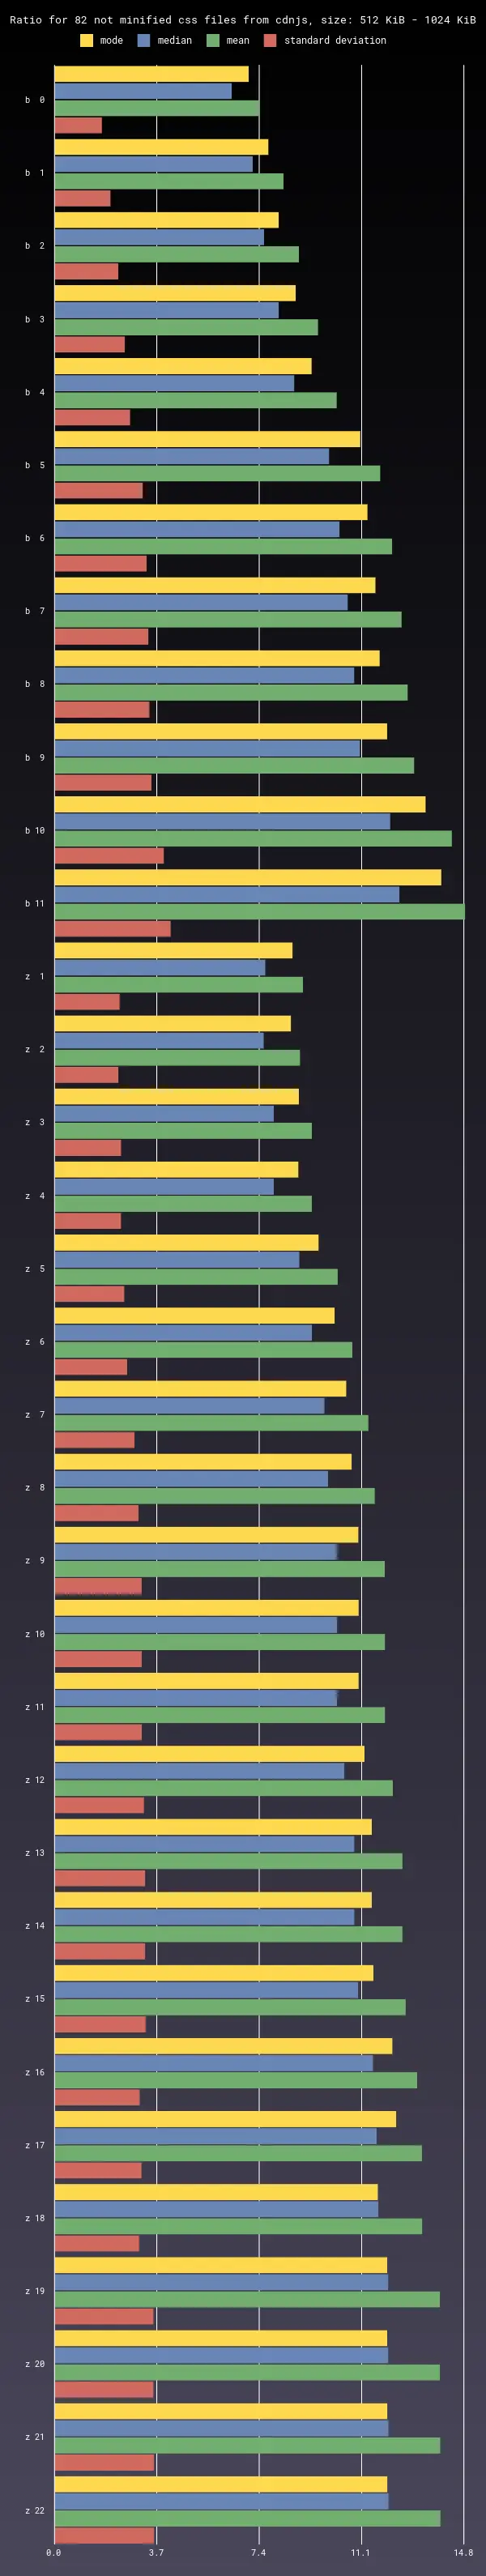 Ratio for 82 not minified css files from cdnjs, size: 512 KiB - 1024 KiB
mode median mean standard deviation
b 0
b 1
b 2
b 3
b 4
b 5
b 6
b 7
b 8
b 9
b 10
b 11
z 1
z 2
z 3
z 4
z 5
z 6
z 7
z 8
z 9
z 10
z 11
z 12
z 13
z 14
z 15
z 16
z 17
z 18
z 19
z 20
z 21
z 22
0.0 3.7 7.4 11.1 14.8